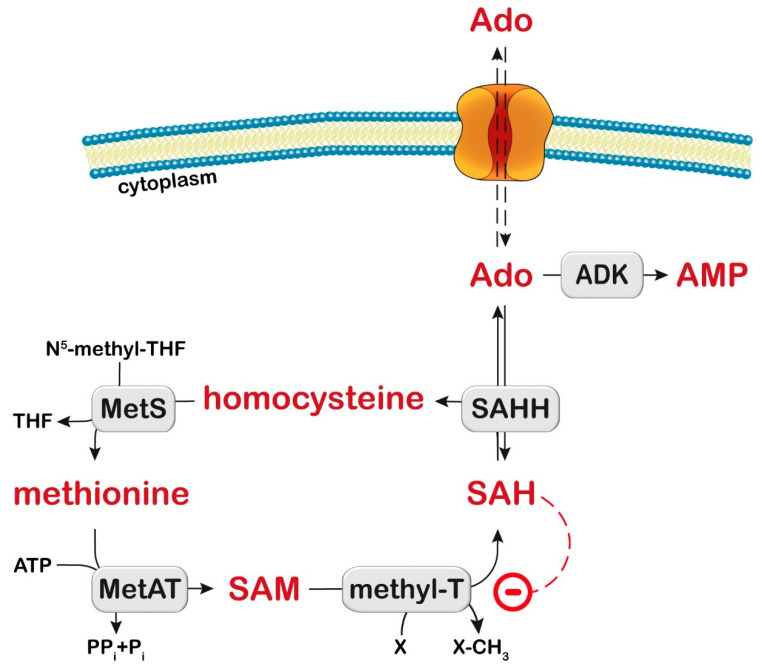 Ado
cytoplasm
Ado
ADK
AMP
N⁵-methyl-THF
MetS
homocysteine
SAHH
THF
methionine
SAH
ATP
MetAT
SAM
methyl-T
-
PPᵢ+Pᵢ
X
X-CH₃